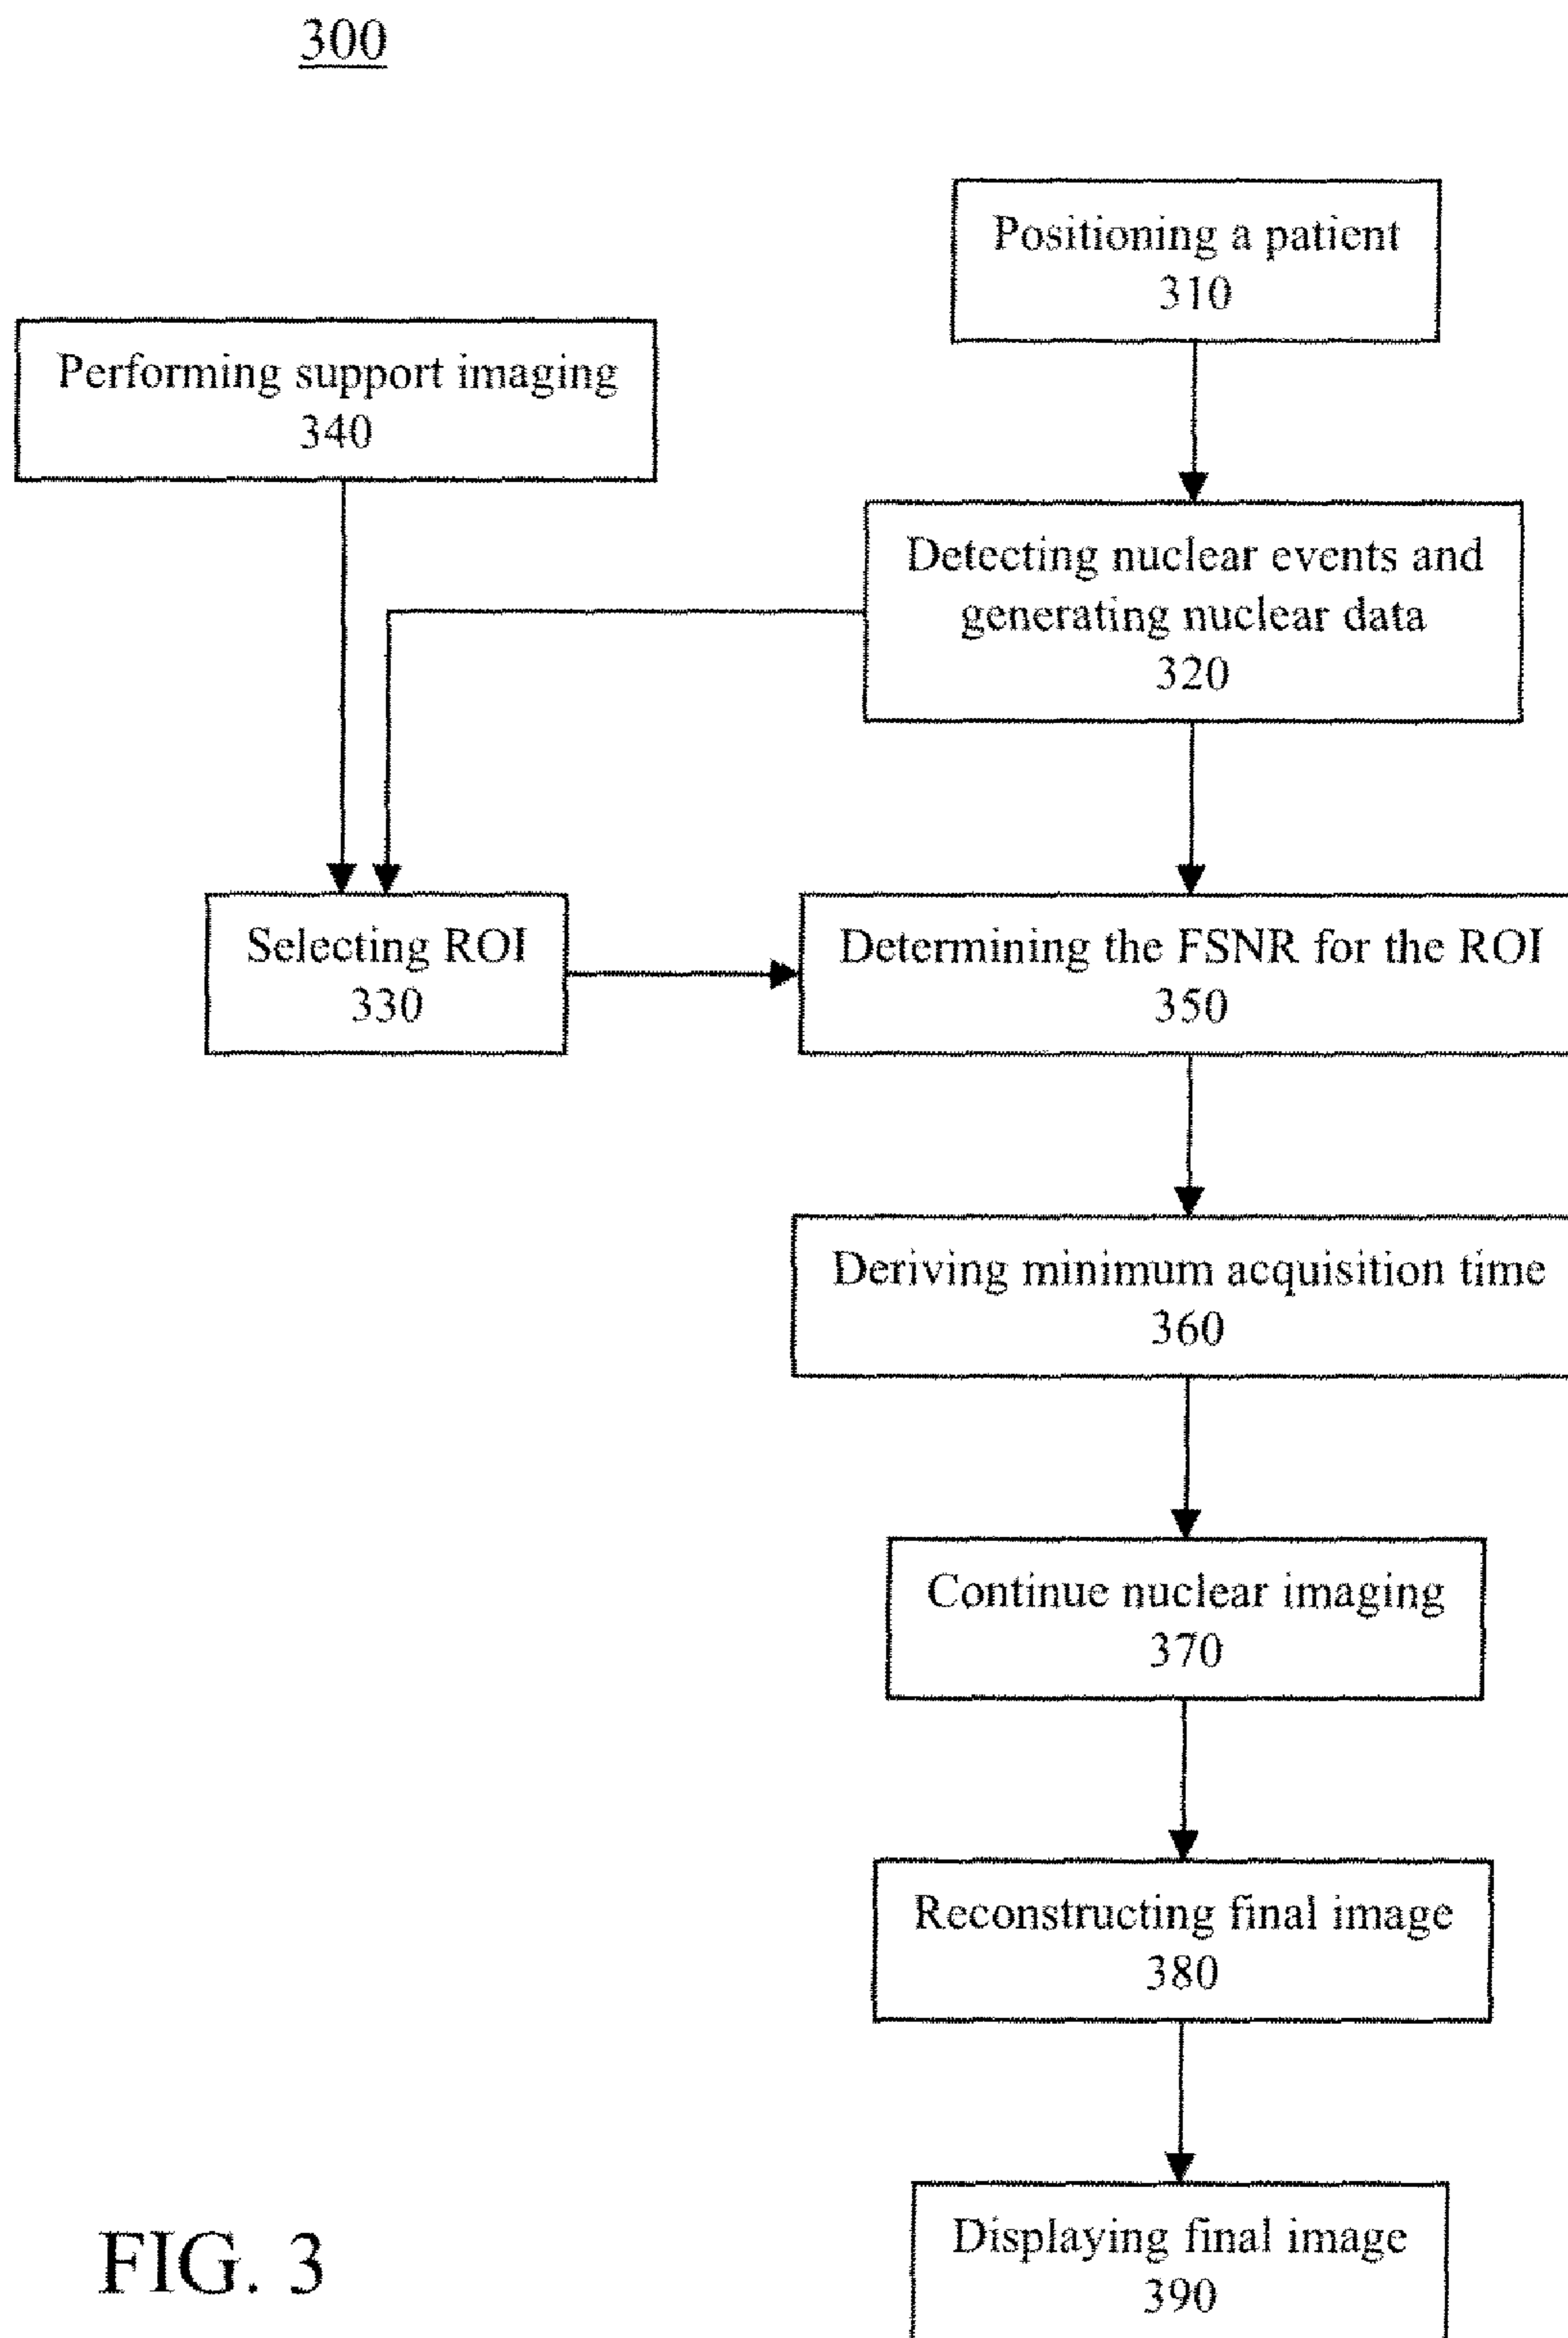 300
Positioning a patient
310
Performing support imaging
340
Detecting nuclear events and
generating nuclear data
320
Selecting ROI
330
Determining the FSNR for the ROI
350
Deriving minimum acquisition time
360
Continue nuclear imaging
370
Reconstructing final image
380
Displaying final image
390
FIG. 3